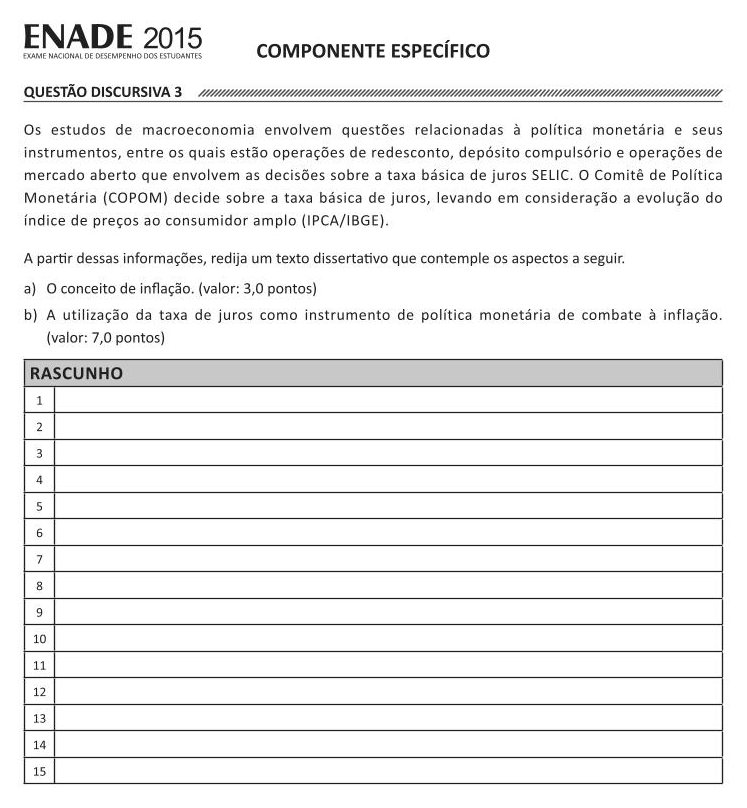 ENADE 2015
EXAME NACIONAL DE DESEMPENHO DOS ESTUDANTES
COMPONENTE ESPECÍFICO
QUESTÃO DISCURSIVA 3
Os estudos de macroeconomia envolvem questões relacionadas à política monetária e seus
instrumentos, entre os quais estão operações de redesconto, depósito compulsório e operações de
mercado aberto que envolvem as decisões sobre a taxa básica de juros SELIC. O Comitê de Política
Monetária (COPOM) decide sobre a taxa básica de juros, levando em consideração a evolução do
índice de preços ao consumidor amplo (IPCA/IBGE).
A partir dessas informações, redija um texto dissertativo que contemple os aspectos a seguir.
a) O conceito de inflação. (valor: 3,0 pontos)
b) A utilização da taxa de juros como instrumento de política monetária de combate à inflação.
(valor: 7,0 pontos)
RASCUNHO
1
2
3
4
5
6
7
8
9
10
11
12
13
14
15